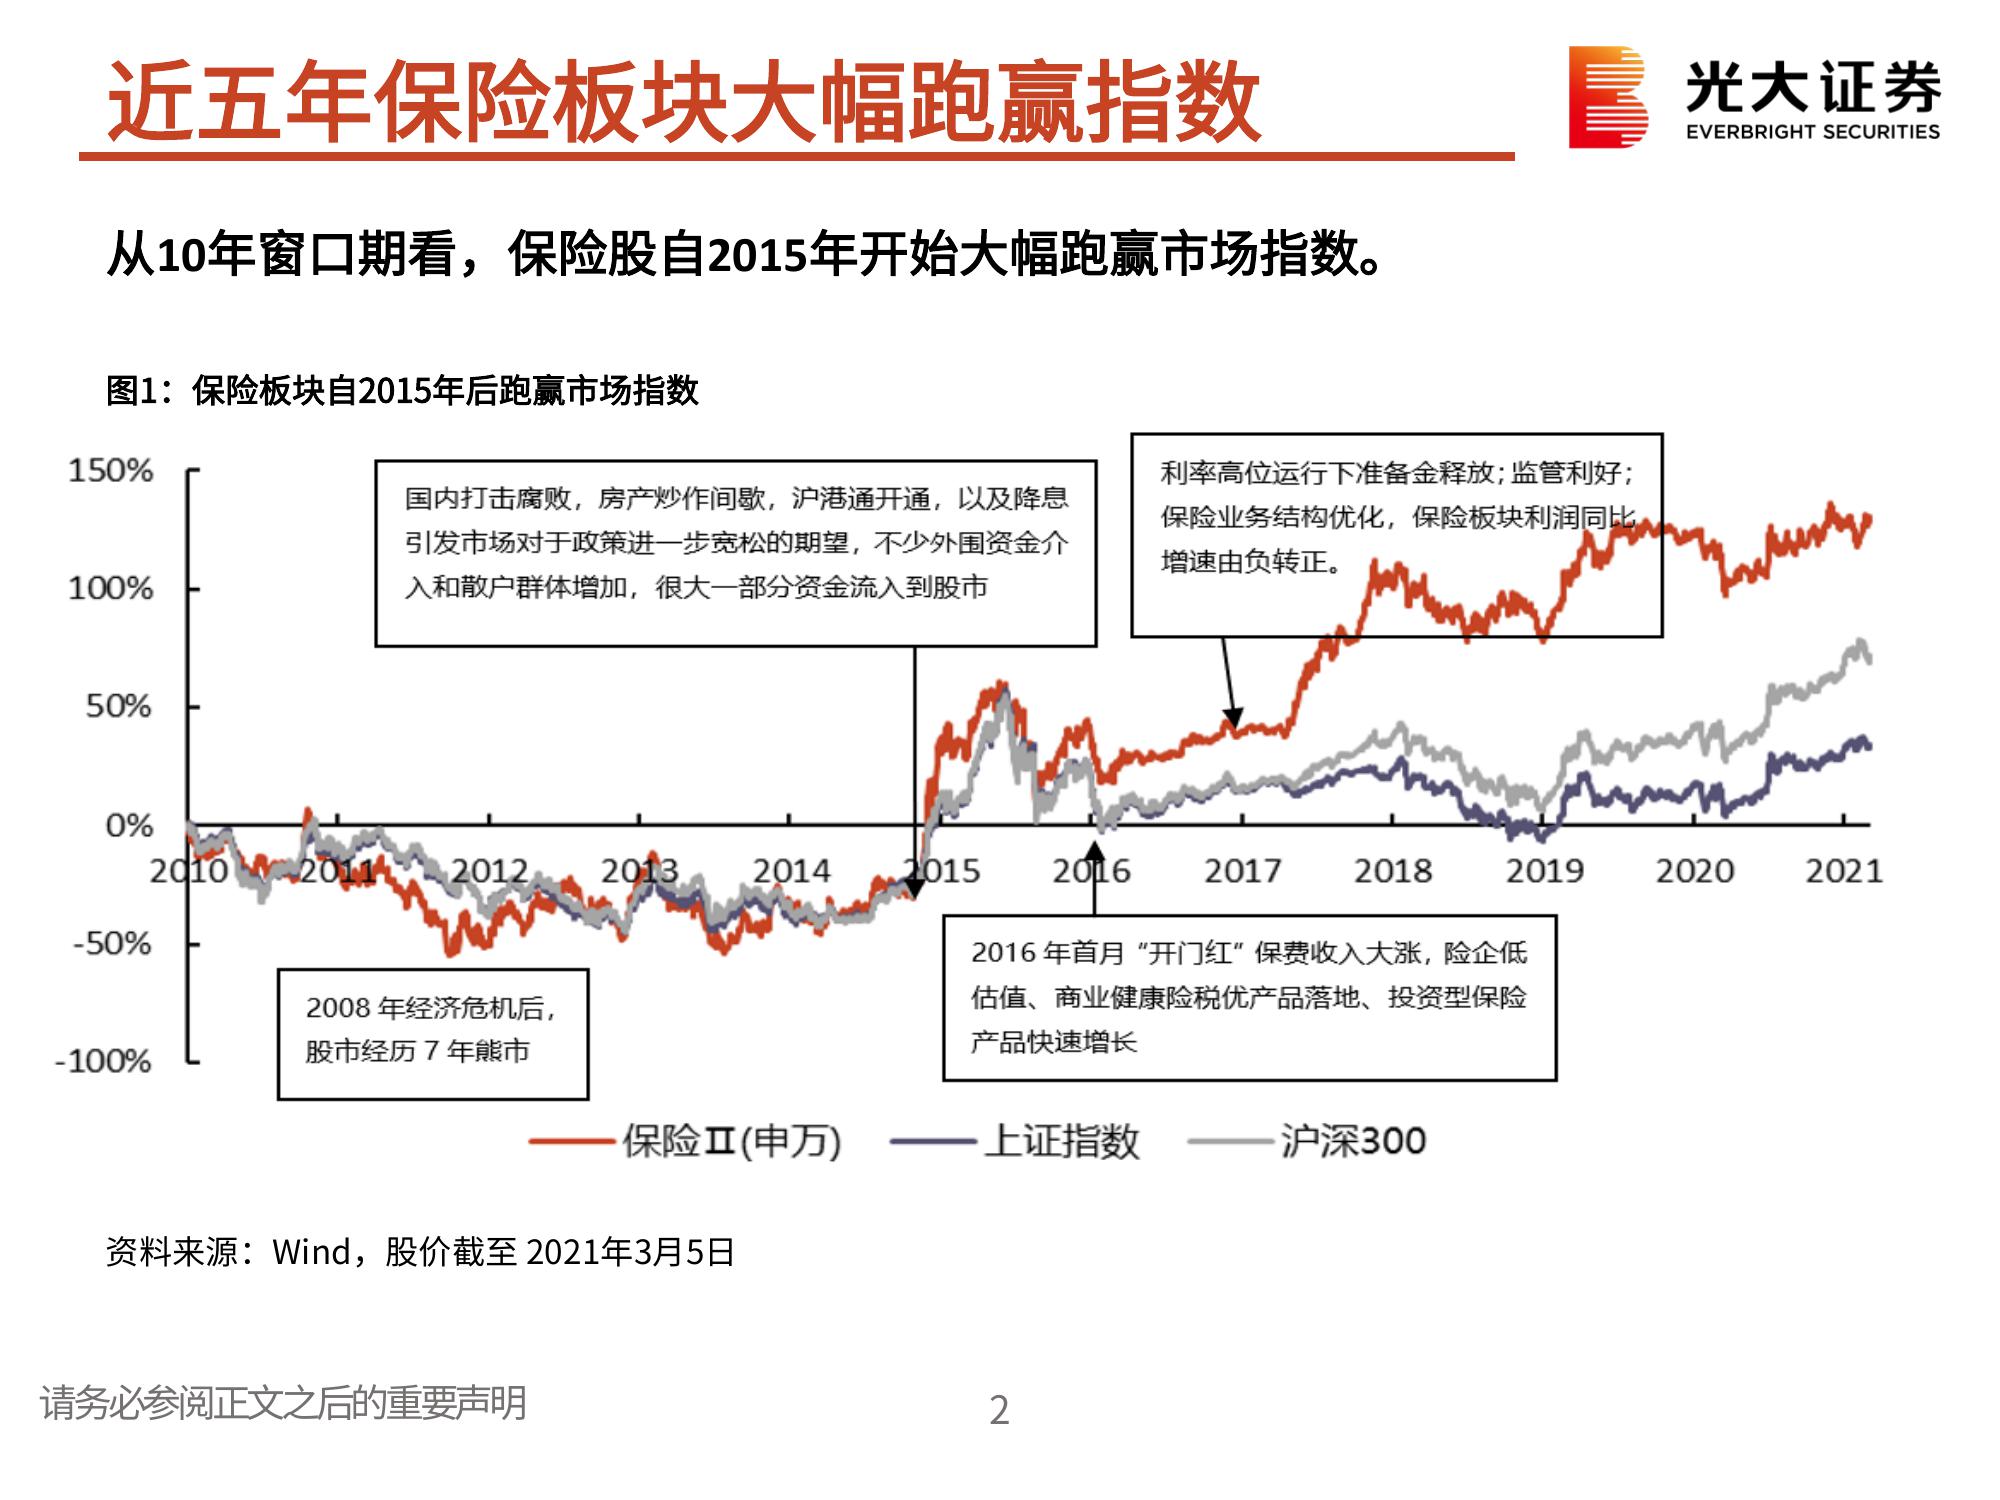 近五年保险板块大幅跑赢指数
光大证券
EVERBRIGHT SECURITIES
从10年窗口期看，保险股自2015年开始大幅跑赢市场指数。
图1：保险板块自2015年后跑赢市场指数
150%
100%
50%
0%
-50%
-100%
国内打击腐败，房产炒作间歇，沪港通开通，以及降息
引发市场对于政策进一步宽松的期望，不少外围资金介
入和散户群体增加，很大一部分资金流入到股市
利率高位运行下准备金释放；监管利好；
保险业务结构优化，保险板块利润同比
增速由负转正。
2010 2011 2012 2013 2014 2015 2016 2017 2018 2019 2020 2021
2008 年经济危机后，
股市经历 7 年熊市
2016 年首月“开门红”保费收入大涨，险企低
估值、商业健康险税优产品落地、投资型保险
产品快速增长
保险Ⅱ(申万) 上证指数 沪深300
资料来源：Wind，股价截至 2021年3月5日
请务必参阅正文之后的重要声明
2